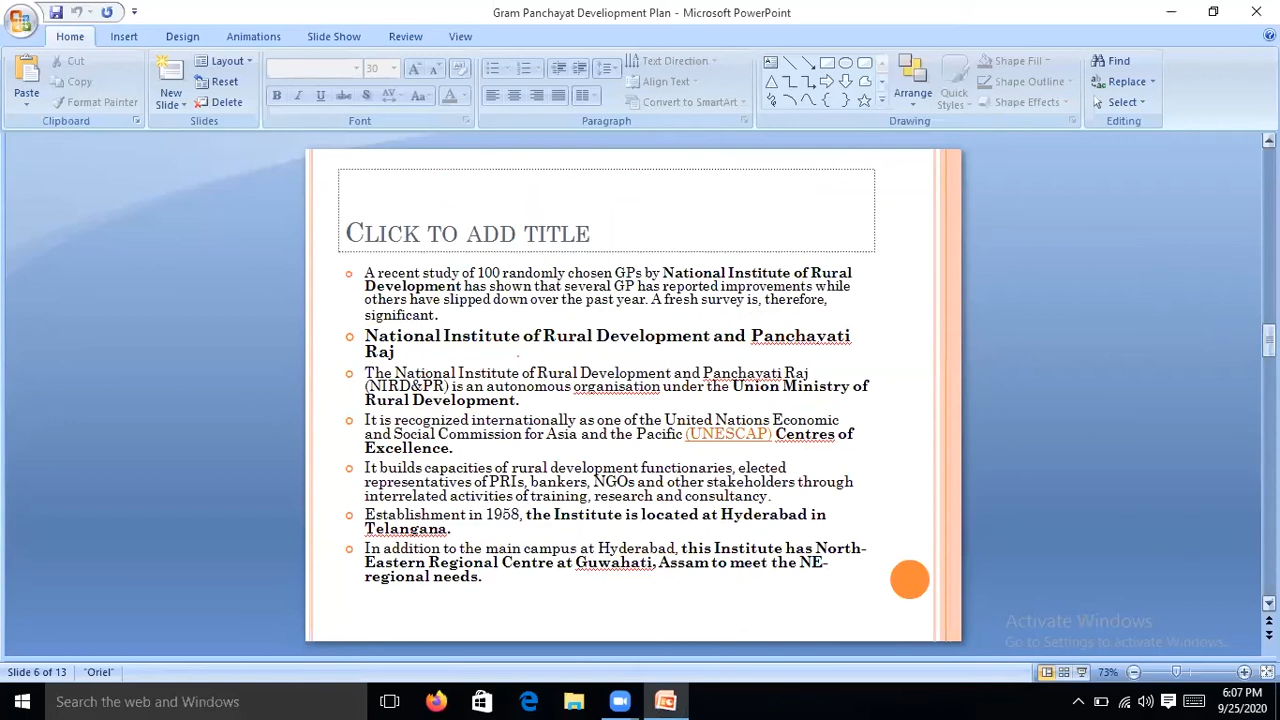 Gram Panchayat Develiopment Plan - Microsoft PowerPoint
Home Insert Design Animations Slide Show Review View
Paste
Cut
Copy
Format Painter
Clipboard
New Slide
Layout
Reset
Delete
Slides
30
B I U abc S AV Aa A
Font
Text Direction
Align Text
Convert to SmartArt
Paragraph
Arrange
Quick Styles
Shape Fill
Shape Outline
Shape Effects
Drawing
Find
Replace
Select
Editing
CLICK TO ADD TITLE
A recent study of 100 randomly chosen GPs by National Institute of Rural
Development has shown that several GP has reported improvements while
others have slipped down over the past year. A fresh survey is, therefore,
significant.
National Institute of Rural Development and Panchayati
Raj
The National Institute of Rural Development and Panchayati Raj
(NIRD&PR) is an autonomous organisation under the Union Ministry of
Rural Development.
It is recognized internationally as one of the United Nations Economic
and Social Commission for Asia and the Pacific (UNESCAP) Centres of
Excellence.
It builds capacities of rural development functionaries, elected
representatives of PRIs, bankers, NGOs and other stakeholders through
interrelated activities of training, research and consultancy.
Establishment in 1958, the Institute is located at Hyderabad in
Telangana.
In addition to the main campus at Hyderabad, this Institute has North-
Eastern Regional Centre at Guwahati, Assam to meet the NE-
regional needs.
Activate Windows
Go to Settings to activate Windows.
Slide 6 of 13 "Oriel" 73%
Search the web and Windows
6:07 PM
9/25/2020